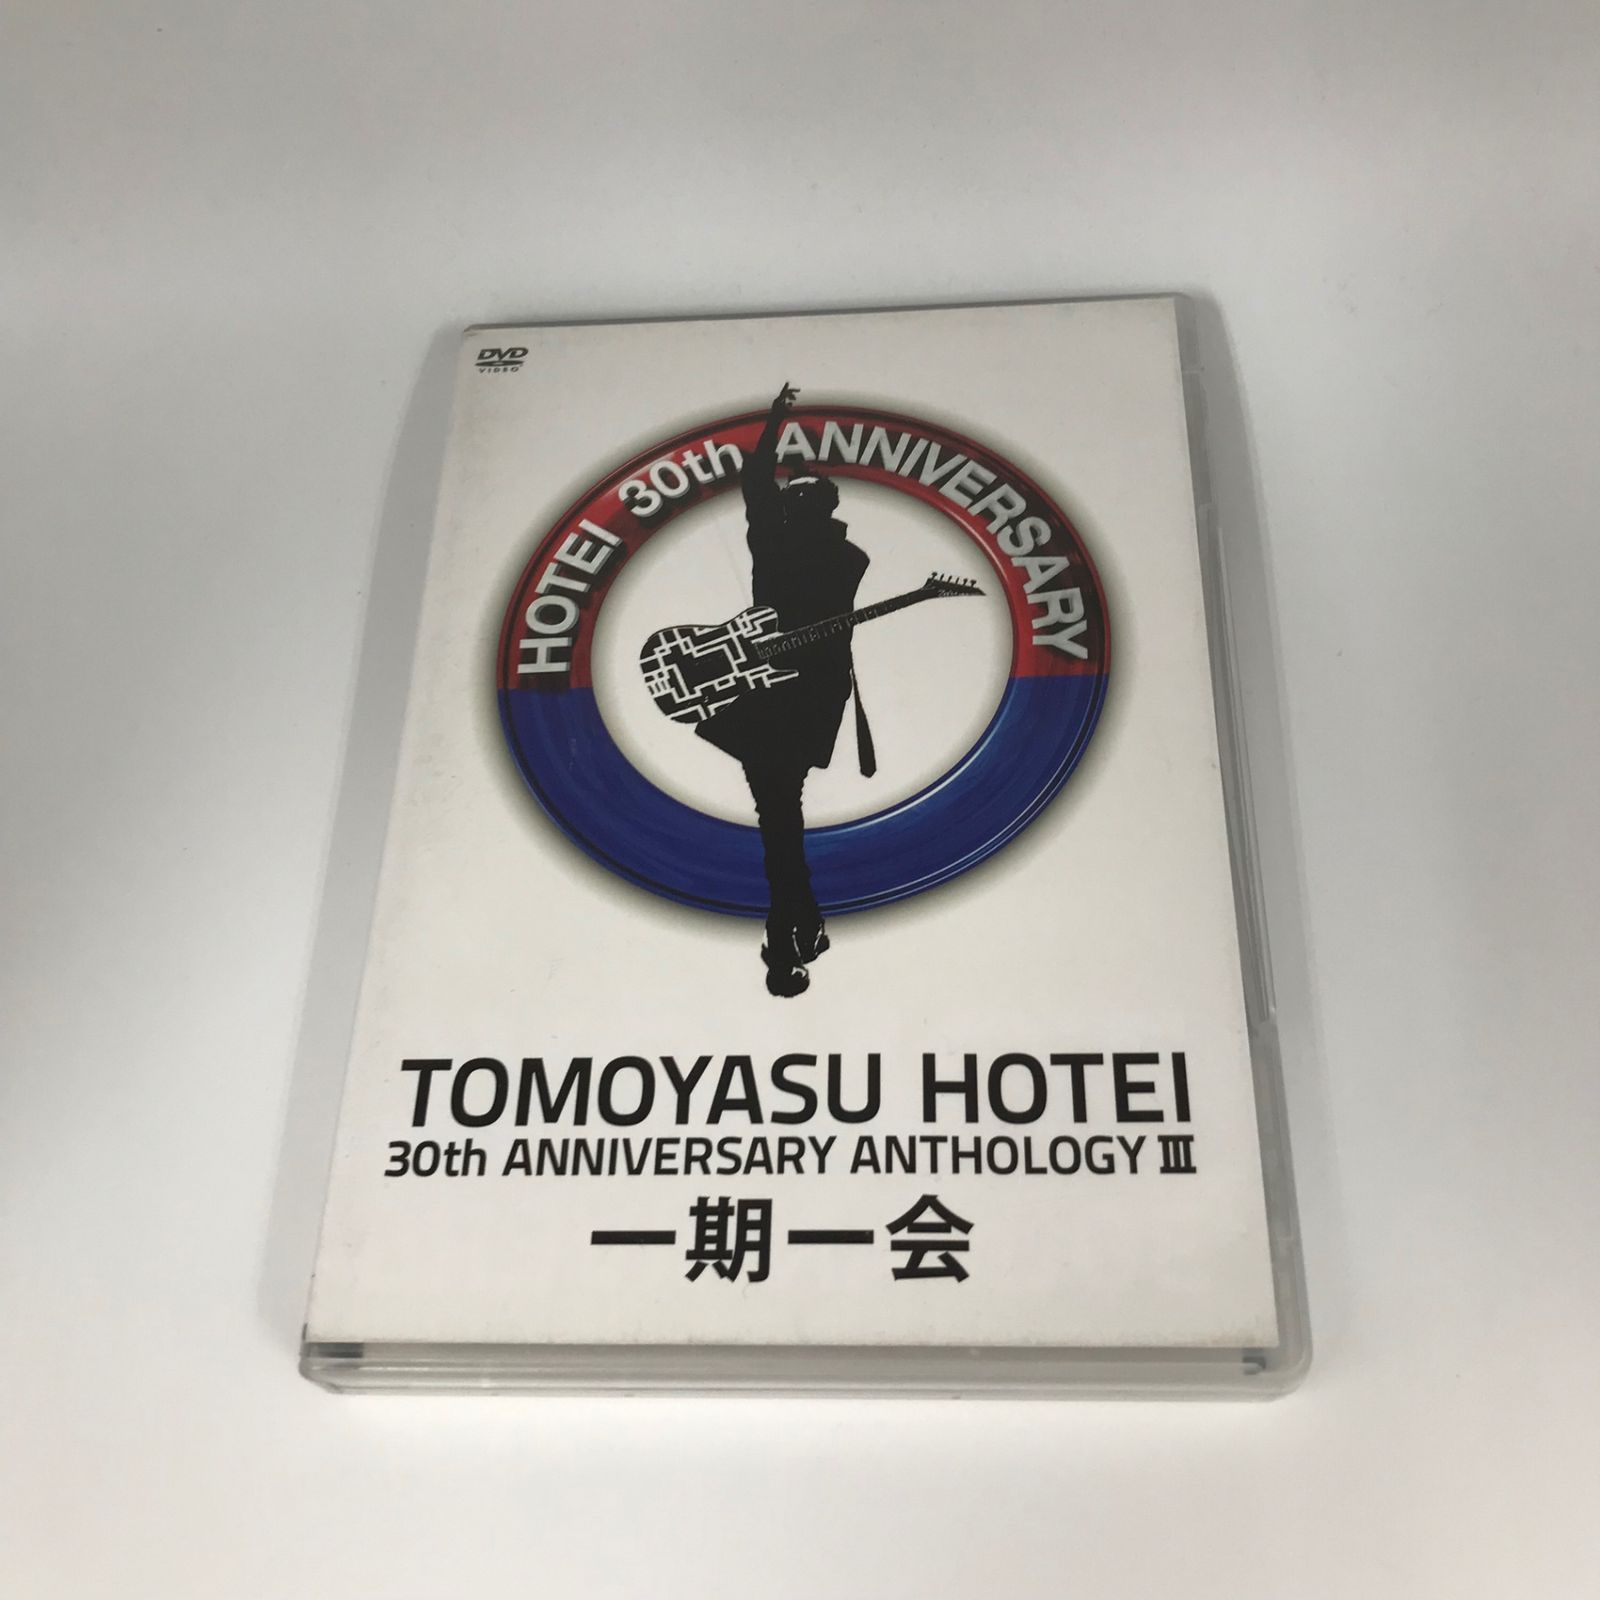 DVD
VIDEO
HOTEI 30th ANNIVERSARY
TOMOYASU HOTEI
30th ANNIVERSARY ANTHOLOGY III
一期一会